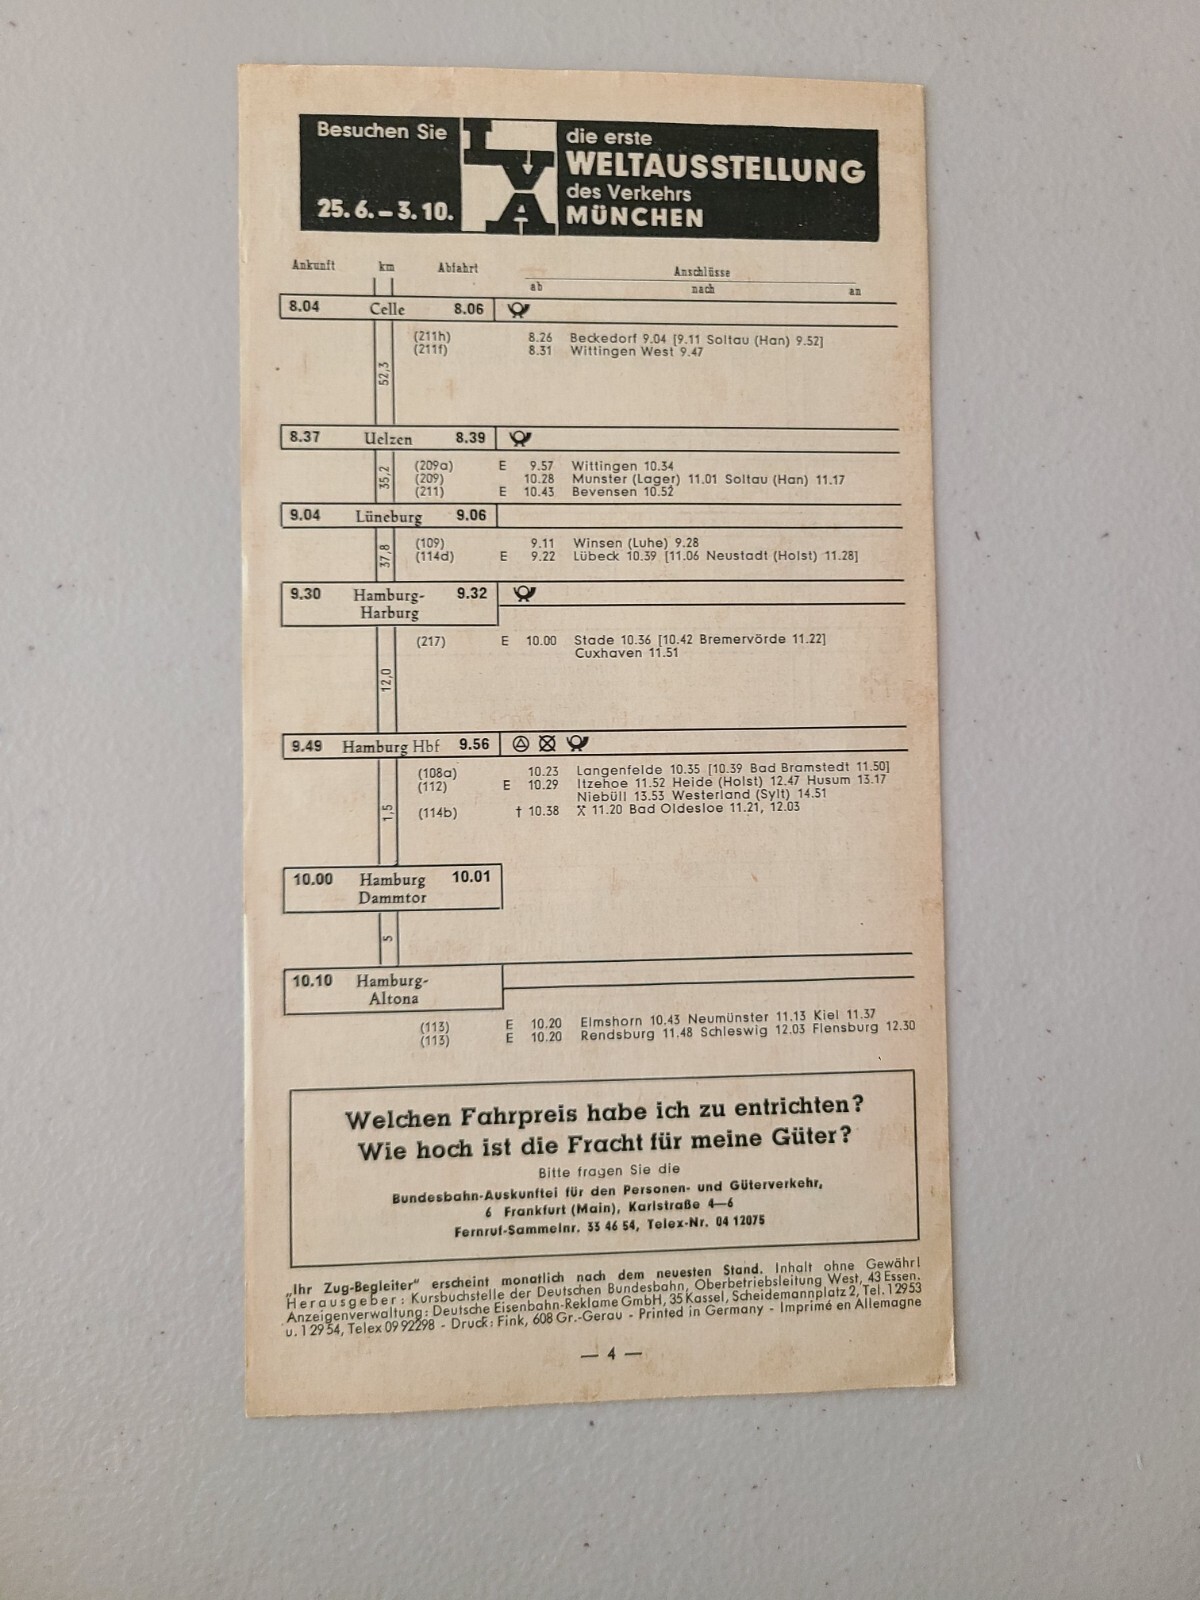 Besuchen Sie
25. 6. – 3. 10.
IVA
die erste
WELTAUSSTELLUNG
des Verkehrs
MÜNCHEN
Ankunft km Abfahrt Anschlüsse
ab nach an
8.04 Celle 8.06
(211h) 8.26 Beckedorf 9.04 [9.11 Soltau (Han) 9.52]
(211f) 8.31 Wittingen West 9.47
52,3
8.37 Uelzen 8.39
(209a) E 9.57 Wittingen 10.34
(209) 10.28 Munster (Lager) 11.01 Soltau (Han) 11.17
(211) E 10.43 Bevensen 10.52
35,2
9.04 Lüneburg 9.06
(109) 9.11 Winsen (Luhe) 9.28
(114d) E 9.22 Lübeck 10.39 [11.06 Neustadt (Holst) 11.28]
37,8
9.30 Hamburg- 9.32
Harburg
(217) E 10.00 Stade 10.36 [10.42 Bremervörde 11.22]
Cuxhaven 11.51
12,0
9.49 Hamburg Hbf 9.56
(108a) 10.23 Langenfelde 10.35 [10.39 Bad Bramstedt 11.50]
(112) E 10.29 Itzehoe 11.52 Heide (Holst) 12.47 Husum 13.17
Niebüll 13.53 Westerland (Sylt) 14.51
(114b) † 10.38 X 11.20 Bad Oldesloe 11.21, 12.03
1,5
10.00 Hamburg 10.01
Dammtor
5
10.10 Hamburg-
Altona
(113) E 10.20 Elmshorn 10.43 Neumünster 11.13 Kiel 11.37
(113) E 10.20 Rendsburg 11.48 Schleswig 12.03 Flensburg 12.30
Welchen Fahrpreis habe ich zu entrichten?
Wie hoch ist die Fracht für meine Güter?
Bitte fragen Sie die
Bundesbahn-Auskunftei für den Personen- und Güterverkehr,
6 Frankfurt (Main), Karlstraße 4—6
Fernruf-Sammelnr. 33 46 54, Telex-Nr. 04 12075
„Ihr Zug-Begleiter“ erscheint monatlich nach dem neuesten Stand. Inhalt ohne Gewähr!
Herausgeber: Kursbuchstelle der Deutschen Bundesbahn, Oberbetriebsleitung West, 43 Essen.
Anzeigenverwaltung: Deutsche Eisenbahn-Reklame GmbH, 35 Kassel, Scheidemannplatz 2, Tel. 1 29 53
u. 1 29 54, Telex 09 92298 - Druck: Fink, 608 Gr.-Gerau - Printed in Germany - Imprimé en Allemagne
— 4 —